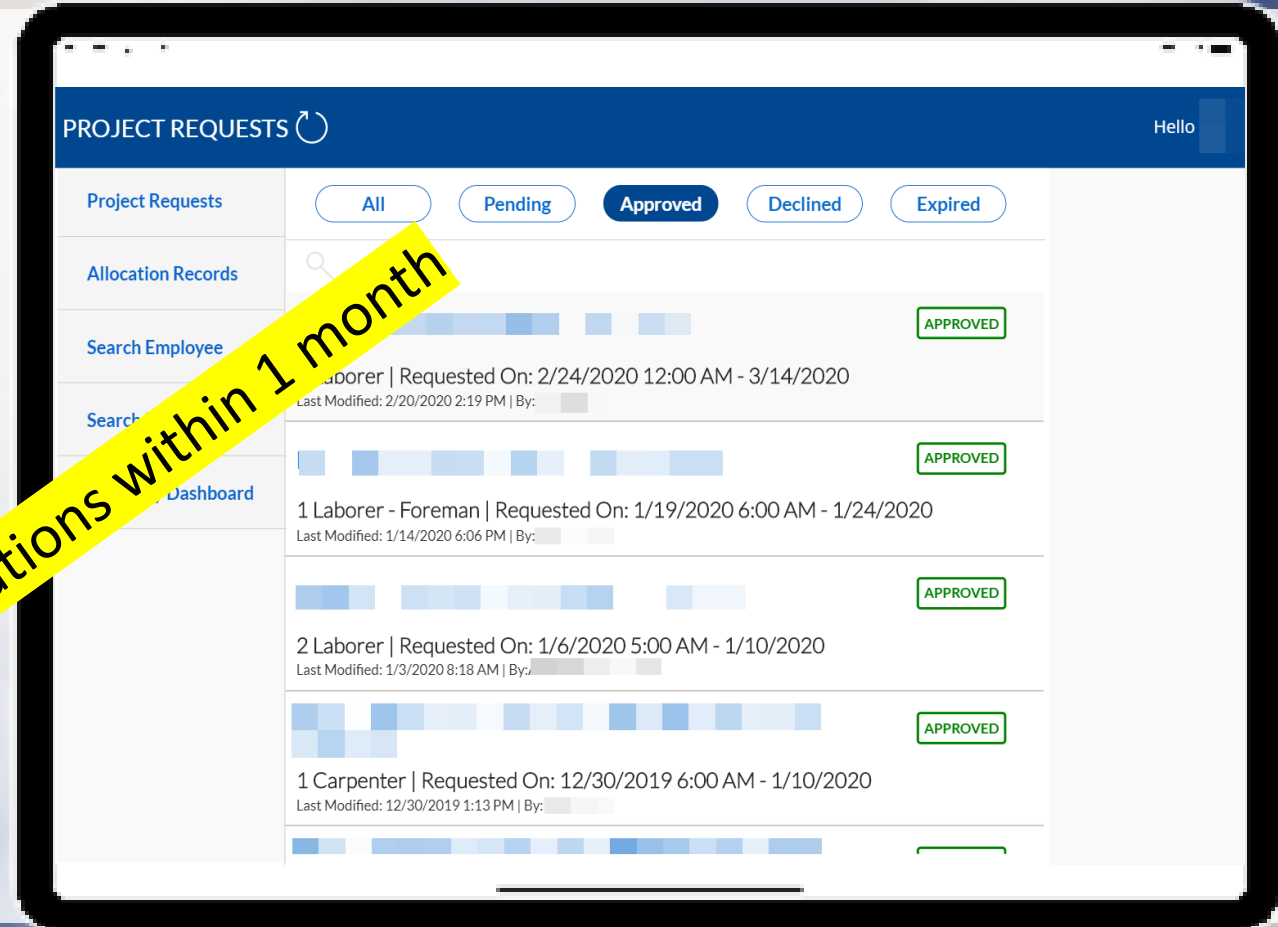 PROJECT REQUESTS
Hello
Project Requests
Allocation Records
Search Employee
Search
Dashboard
All
Pending
Approved
Declined
Expired
within 1 month
APPROVED
Laborer | Requested On: 2/24/2020 12:00 AM - 3/14/2020
Last Modified: 2/20/2020 2:19 PM | By:
APPROVED
1 Laborer - Foreman | Requested On: 1/19/2020 6:00 AM - 1/24/2020
Last Modified: 1/14/2020 6:06 PM | By:
APPROVED
2 Laborer | Requested On: 1/6/2020 5:00 AM - 1/10/2020
Last Modified: 1/3/2020 8:18 AM | By:
APPROVED
1 Carpenter | Requested On: 12/30/2019 6:00 AM - 1/10/2020
Last Modified: 12/30/2019 1:13 PM | By: